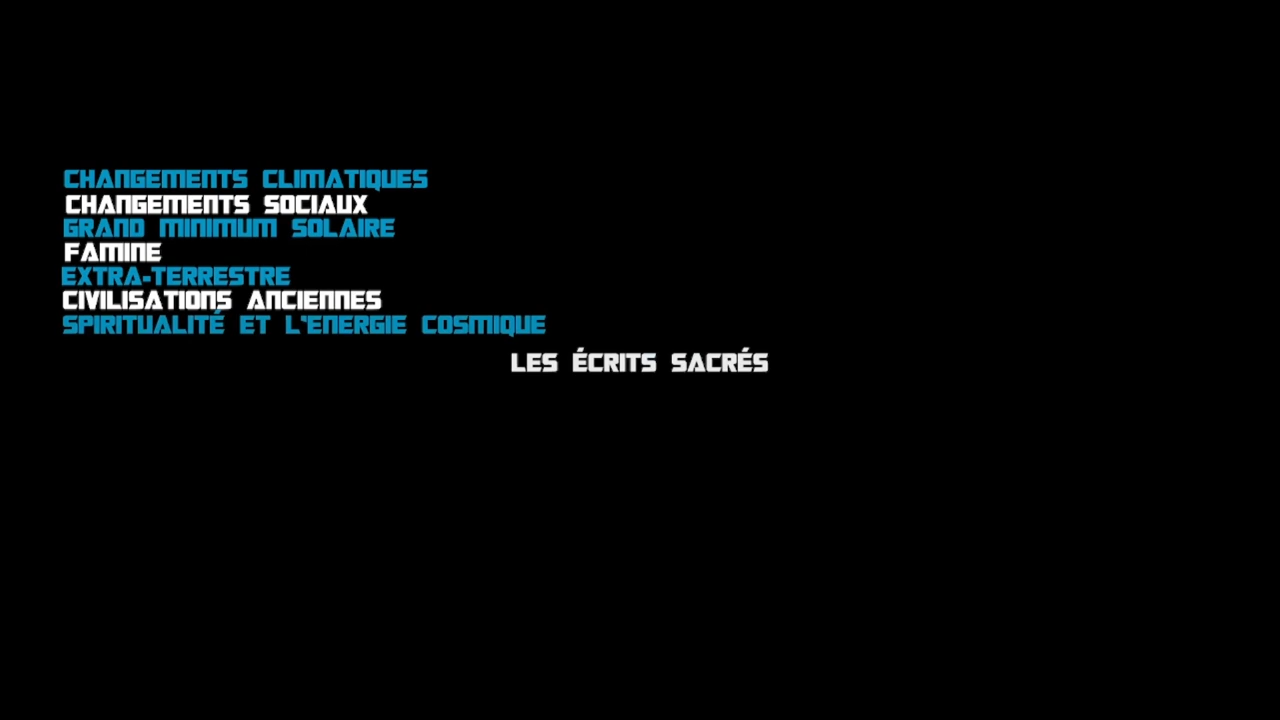 CHANGEMENTS CLIMATIQUES
CHANGEMENTS SOCIAUX
GRAND MINIMUM SOLAIRE
FAMINE
EXTRA-TERRESTRE
CIVILISATIONS ANCIENNES
SPIRITUALITÉ ET L'ENERGIE COSMIQUE
LES ÉCRITS SACRÉS